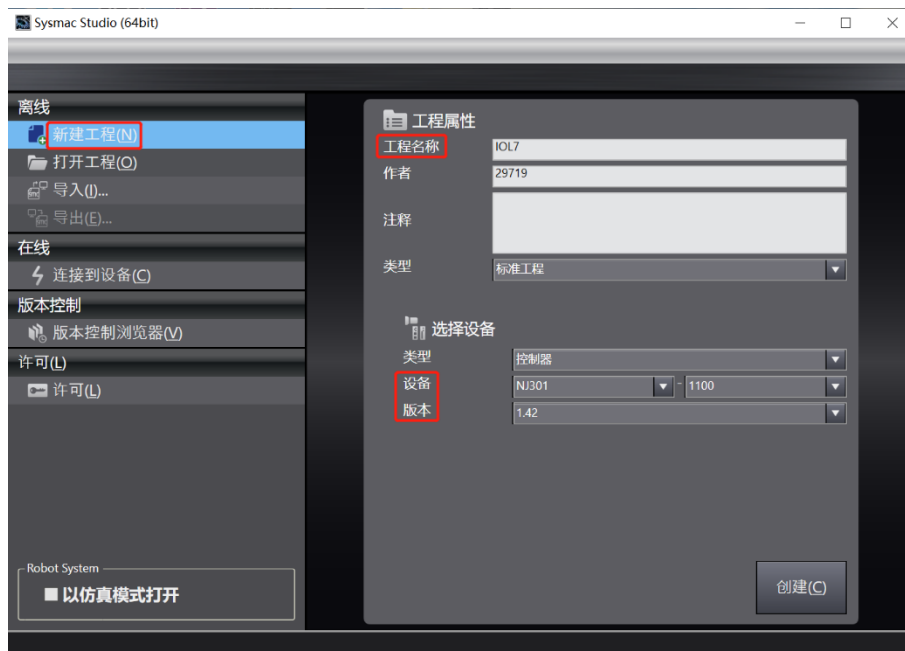 Sysmac Studio (64bit)
离线
新建工程(N)
打开工程(O)
导入(I)...
导出(E)...
在线
连接到设备(C)
版本控制
版本控制浏览器(V)
许可(L)
许可(L)
Robot System
以仿真模式打开
工程属性
工程名称 IOL7
作者 29719
注释
类型 标准工程
选择设备
类型 控制器
设备 NJ301 - 1100
版本 1.42
创建(C)